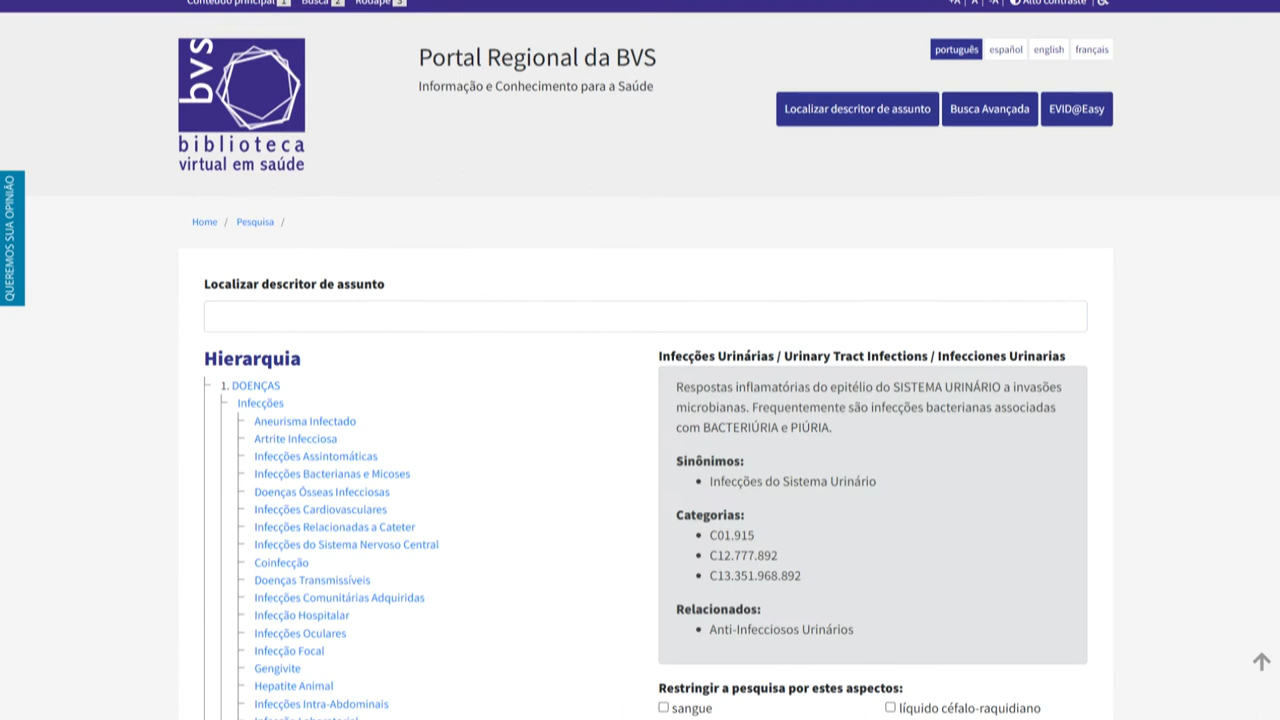 Conteúdo principal 1 Busca 2 Rodapé 3
+A | A | -A | Alto contraste |
bvs
biblioteca
virtual em saúde
Portal Regional da BVS
Informação e Conhecimento para a Saúde
português español english français
Localizar descritor de assunto Busca Avançada EVID@Easy
QUEREMOS SUA OPINIÃO
Home / Pesquisa /
Localizar descritor de assunto
Hierarquia
1. DOENÇAS
Infecções
Aneurisma Infectado
Artrite Infecciosa
Infecções Assintomáticas
Infecções Bacterianas e Micoses
Doenças Ósseas Infecciosas
Infecções Cardiovasculares
Infecções Relacionadas a Cateter
Infecções do Sistema Nervoso Central
Coinfecção
Doenças Transmissíveis
Infecções Comunitárias Adquiridas
Infecção Hospitalar
Infecções Oculares
Infecção Focal
Gengivite
Hepatite Animal
Infecções Intra-Abdominais
Infecção Laboratorial
Infecções Urinárias / Urinary Tract Infections / Infecciones Urinarias
Respostas inflamatórias do epitélio do SISTEMA URINÁRIO a invasões
microbianas. Frequentemente são infecções bacterianas associadas
com BACTERIÚRIA e PIÚRIA.
Sinônimos:
• Infecções do Sistema Urinário
Categorias:
• C01.915
• C12.777.892
• C13.351.968.892
Relacionados:
• Anti-Infecciosos Urinários
Restringir a pesquisa por estes aspectos:
sangue líquido céfalo-raquidiano